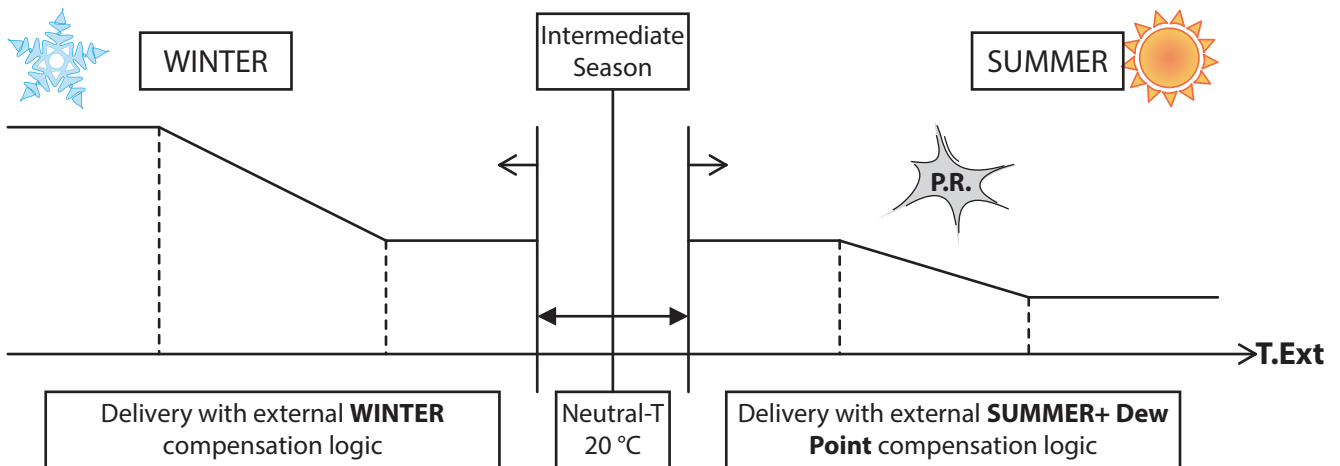 WINTER
Intermediate
Season
SUMMER
P.R.
T.Ext
Delivery with external WINTER
compensation logic
Neutral-T
20 °C
Delivery with external SUMMER+ Dew
Point compensation logic